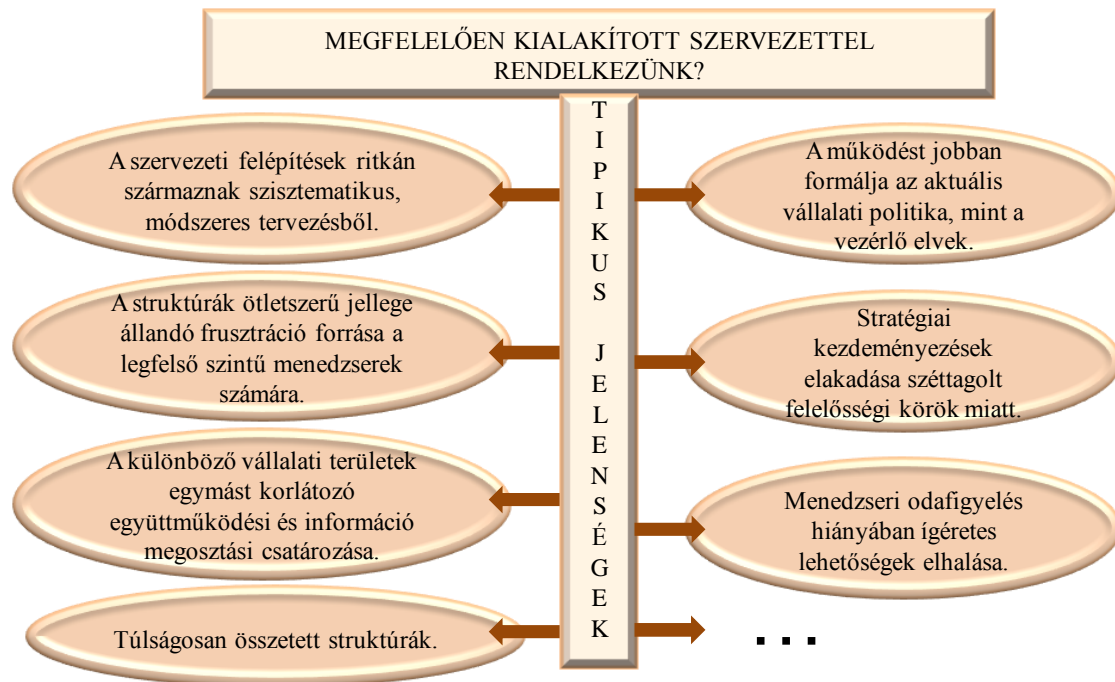 MEGFELELŐEN KIALAKÍTOTT SZERVEZETTEL
RENDELKEZÜNK?
TIPIKUS JELENSÉGEK
A szervezeti felépítések ritkán
származnak szisztematikus,
módszeres tervezésből.
A struktúrák ötletszerű jellege
állandó frusztráció forrása a
legfelső szintű menedzserek
számára.
A különböző vállalati területek
egymást korlátozó
együttműködési és információ
megosztási csatározása.
Túlságosan összetett struktúrák.
A működést jobban
formálja az aktuális
vállalati politika, mint a
vezérlő elvek.
Stratégiai
kezdeményezések
elakadása széttagolt
felelősségi körök miatt.
Menedzseri odafigyelés
hiányában ígéretes
lehetőségek elhalása.
...